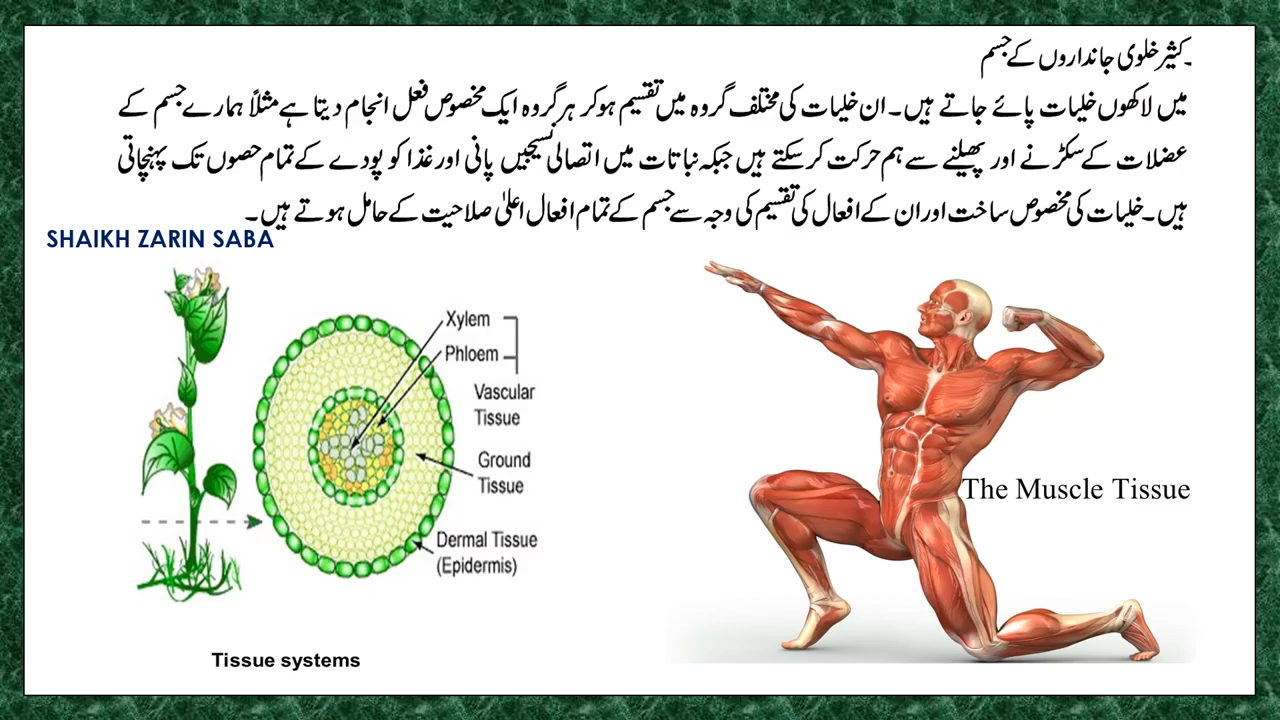 ۔کثیر خلوی جانداروں کے جسم
میں لاکھوں خلیات پائے جاتے ہیں۔ ان خلیات کی مختلف گروہ میں تقسیم ہوکر ہر گروہ ایک مخصوص فعل انجام دیتا ہے مثلاً ہمارے جسم کے
عضلات کے سکڑنے اور پھیلنے سے ہم حرکت کرسکتے ہیں جبکہ نباتات میں اتصالی نسیجیں پانی اور غذا کو پودے کے تمام حصوں تک پہنچاتی
ہیں۔ خلیات کی مخصوص ساخت اور ان کے افعال کی تقسیم کی وجہ سے جسم کے تمام افعال اعلیٰ صلاحیت کے حامل ہوتے ہیں۔
SHAIKH ZARIN SABA
Xylem
Phloem
Vascular
Tissue
Ground
Tissue
Dermal Tissue
(Epidermis)
Tissue systems
The Muscle Tissue